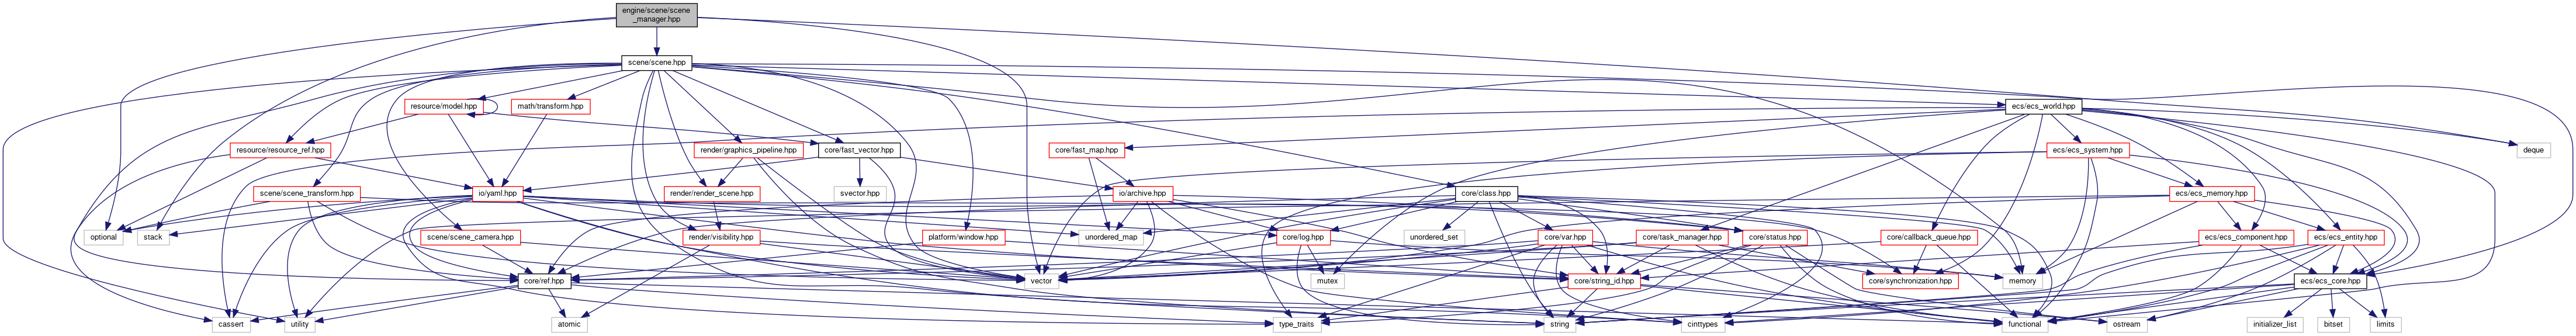 engine/scene/scene
_manager.hpp
scene/scene.hpp
resource/model.hpp
math/transform.hpp
ecs/ecs_world.hpp
resource/resource_ref.hpp
render/graphics_pipeline.hpp
core/fast_vector.hpp
core/fast_map.hpp
ecs/ecs_system.hpp
deque
scene/scene_transform.hpp
io/yaml.hpp
render/render_scene.hpp
svector.hpp
io/archive.hpp
core/class.hpp
ecs/ecs_memory.hpp
optional
stack
scene/scene_camera.hpp
render/visibility.hpp
platform/window.hpp
unordered_map
core/log.hpp
unordered_set
core/var.hpp
core/task_manager.hpp
core/status.hpp
core/callback_queue.hpp
ecs/ecs_component.hpp
ecs/ecs_entity.hpp
core/ref.hpp
vector
mutex
core/string_id.hpp
core/synchronization.hpp
memory
ecs/ecs_core.hpp
cassert
utility
atomic
type_traits
string
cinttypes
functional
ostream
initializer_list
bitset
limits